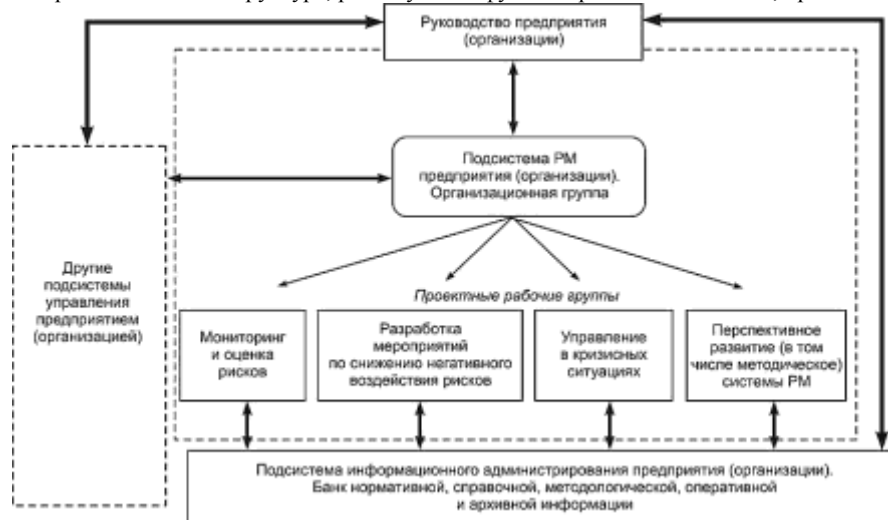 Руководство предприятия
(организации)
Подсистема РМ
предприятия (организации).
Организационная группа
Другие
подсистемы
управления
предприятием
(организацией)
Проектные рабочие группы
Мониторинг
и оценка
рисков
Разработка
мероприятий
по снижению негативного
воздействия рисков
Управление
в кризисных
ситуациях
Перспективное
развитие (в том
числе методическое)
системы РМ
Подсистема информационного администрирования предприятия (организации).
Банк нормативной, справочной, методологической, оперативной
и архивной информации